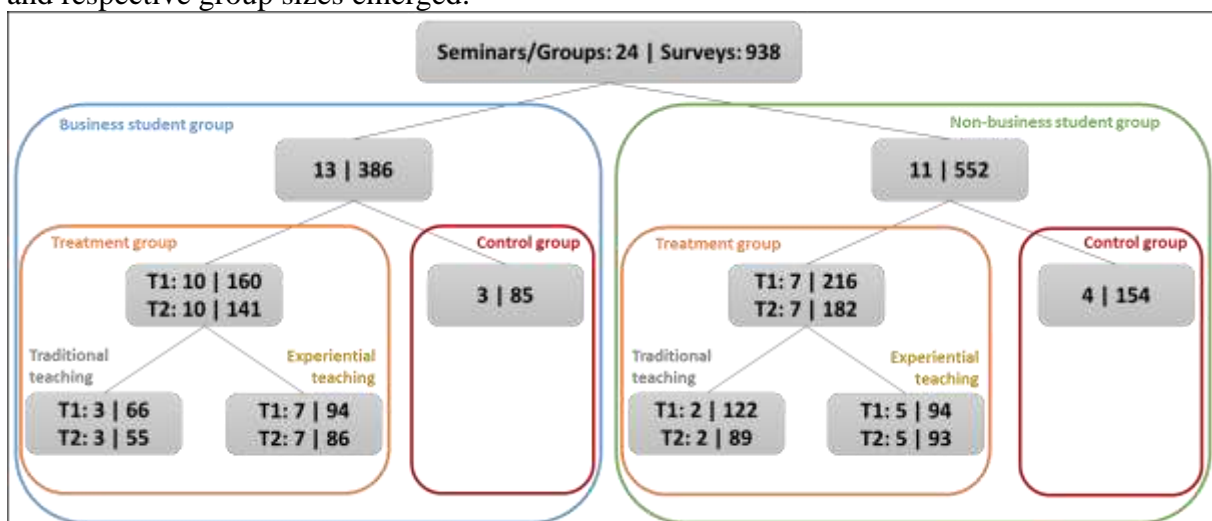 and respective group sizes emerged.
Seminars/Groups: 24 | Surveys: 938
Business student group
Non-business student group
13 | 386
11 | 552
Treatment group
Control group
Treatment group
Control group
T1: 10 | 160
T2: 10 | 141
3 | 85
T1: 7 | 216
T2: 7 | 182
4 | 154
Traditional
teaching
Experiential
teaching
Traditional
teaching
Experiential
teaching
T1: 3 | 66
T2: 3 | 55
T1: 7 | 94
T2: 7 | 86
T1: 2 | 122
T2: 2 | 89
T1: 5 | 94
T2: 5 | 93